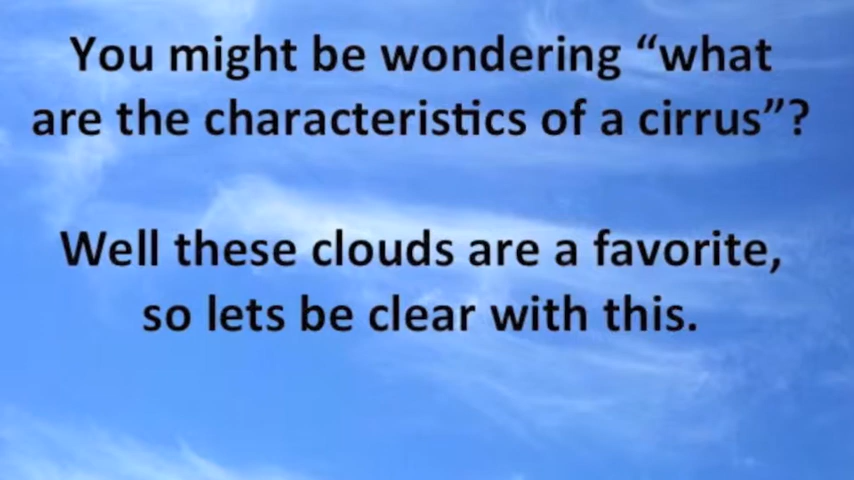 You might be wondering “what
are the characteristics of a cirrus”?
Well these clouds are a favorite,
so lets be clear with this.